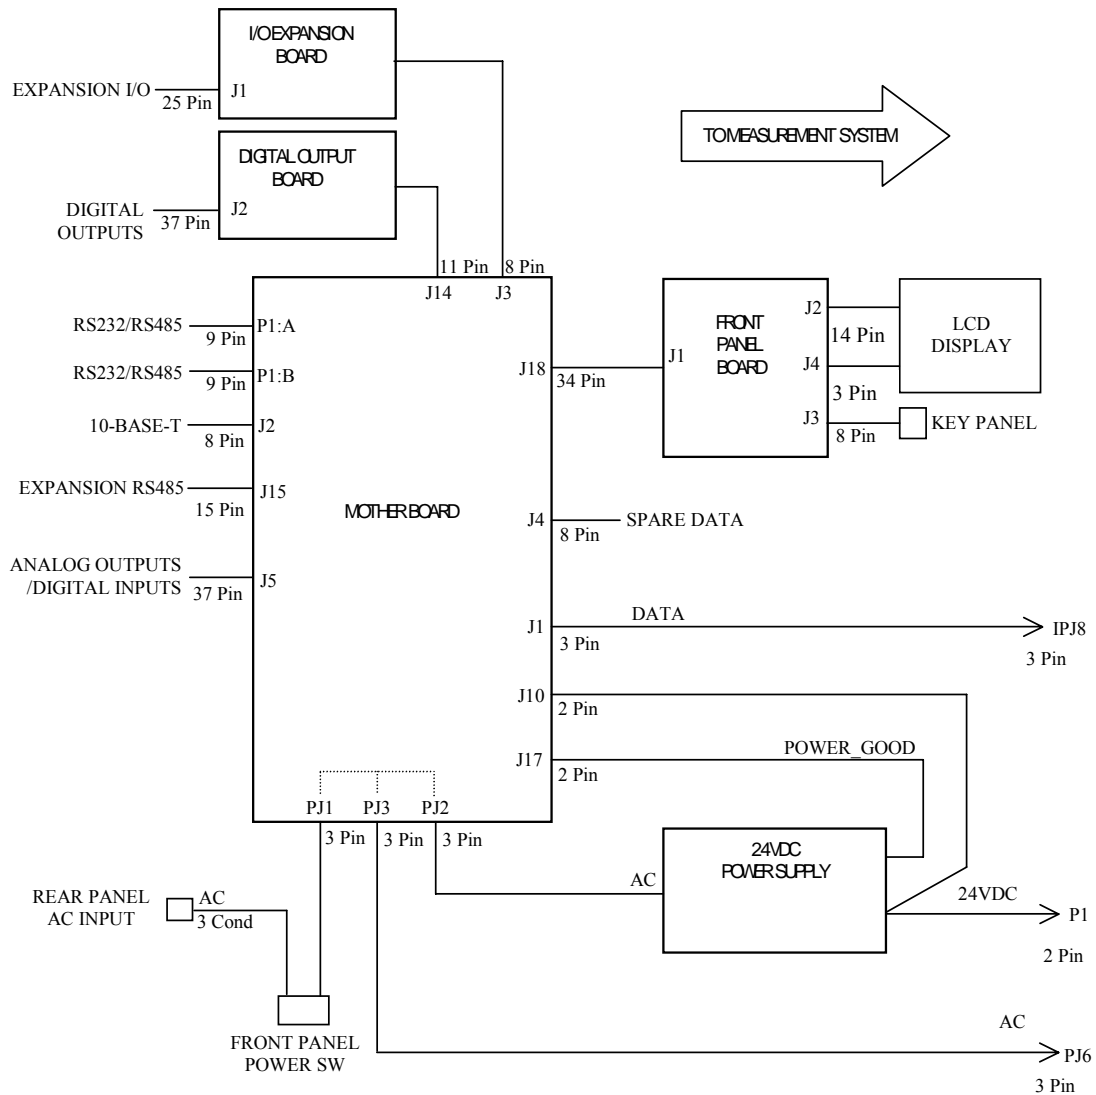 I/O EXPANSION
BOARD
EXPANSION I/O
25 Pin
J1
TO MEASUREMENT SYSTEM
DIGITAL OUTPUT
BOARD
DIGITAL
OUTPUTS
37 Pin
J2
11 Pin
8 Pin
J14
J3
RS232/RS485
9 Pin
P1:A
RS232/RS485
9 Pin
P1:B
10-BASE-T
8 Pin
J2
EXPANSION RS485
15 Pin
J15
ANALOG OUTPUTS
/DIGITAL INPUTS
37 Pin
J5
MOTHER BOARD
J18
34 Pin
J1
FRONT
PANEL
BOARD
J2
14 Pin
J4
3 Pin
J3
8 Pin
LCD
DISPLAY
KEY PANEL
J4
8 Pin
SPARE DATA
J1
3 Pin
DATA
IPJ8
3 Pin
J10
2 Pin
J17
2 Pin
POWER_GOOD
PJ1
PJ3
PJ2
3 Pin
3 Pin
3 Pin
24VDC
POWER SUPPLY
AC
24VDC
P1
2 Pin
REAR PANEL
AC INPUT
AC
3 Cond
FRONT PANEL
POWER SW
AC
PJ6
3 Pin